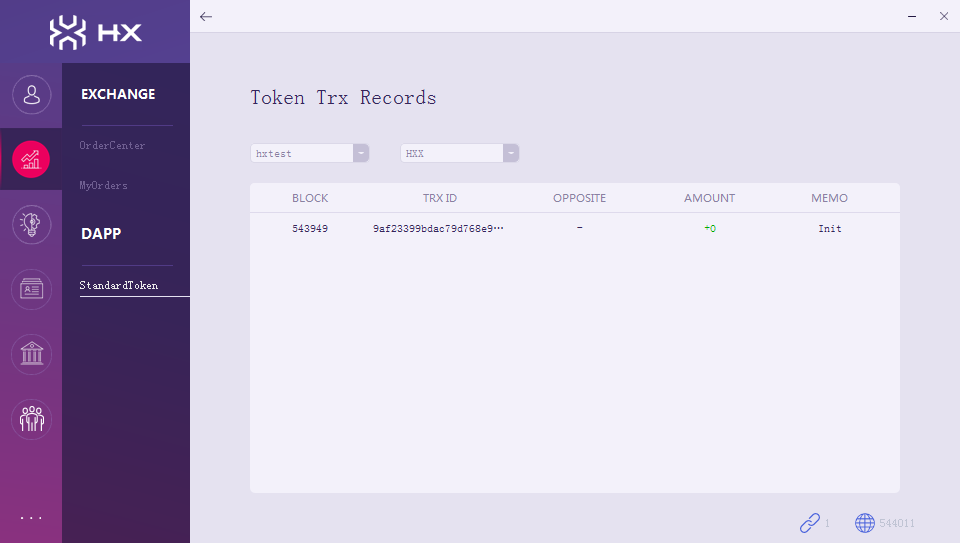 HX
EXCHANGE
OrderCenter
MyOrders
DAPP
StandardToken
...
Token Trx Records
hxtest HXX
BLOCK TRX ID OPPOSITE AMOUNT MEMO
543949 9af23399bdac79d768e9... - +0 Init
1 544011